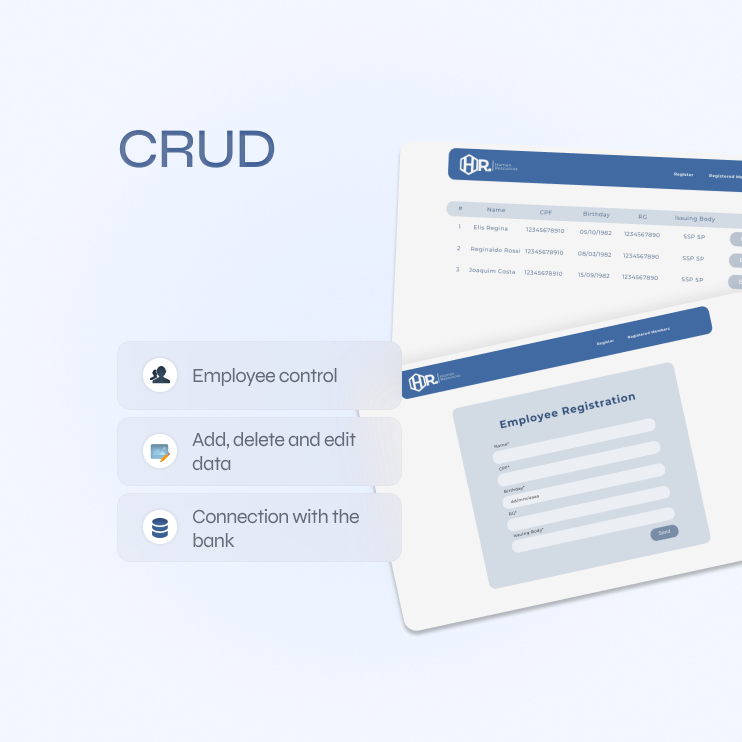 CRUD
HR.
Human
Resources
Register
Registered Me
# Name CPF Birthday RG Issuing Body
1 Elis Regina 12345678910 05/10/1982 1234567890 SSP SP
2 Reginaldo Rossi 12345678910 08/03/1982 1234567890 SSP SP
3 Joaquim Costa 12345678910 15/09/1982 1234567890 SSP SP
Employee control
Add, delete and edit
data
Connection with the
bank
HR.
Human
Resources
Register
Registered Members
Employee Registration
Name*
CPF*
Birthday*
dd/mm/aaaa
RG*
Issuing Body*
Send